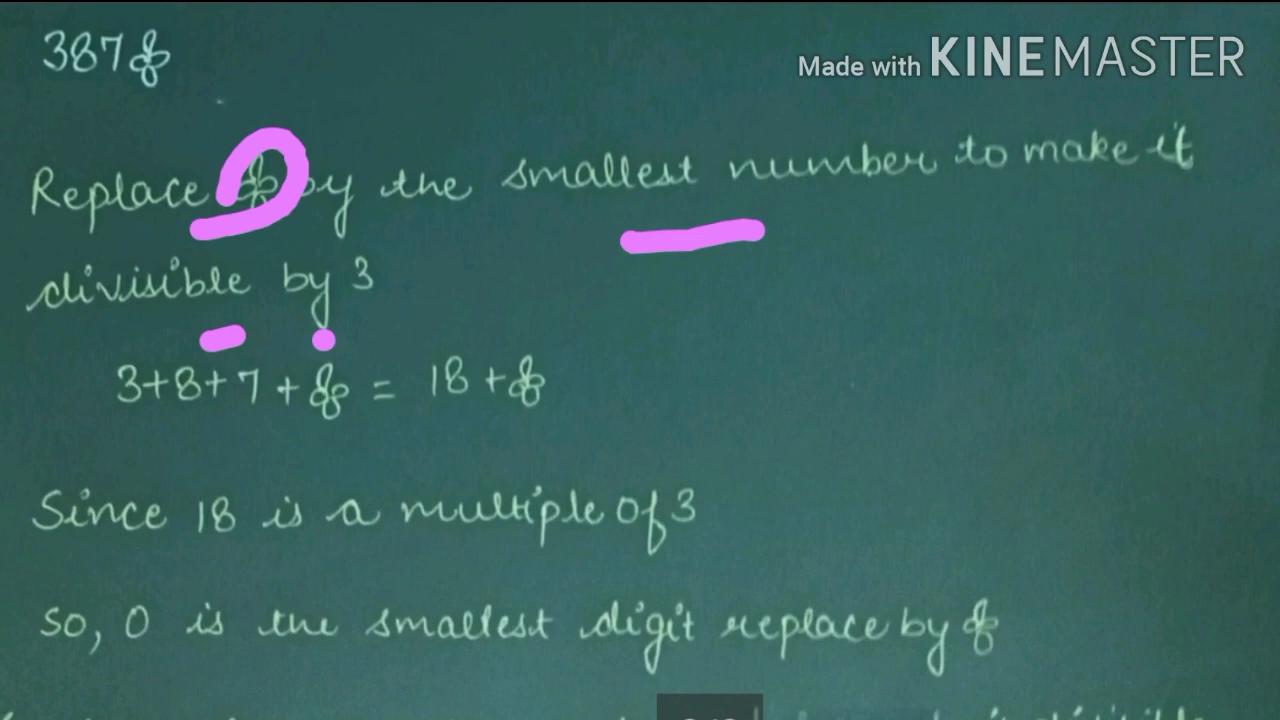 387*
Made with KINEMASTER
Replace * by the smallest number to make it
divisible by 3
3+8+7+* = 18+*
Since 18 is a multiple of 3
so, 0 is the smallest digit replace by *